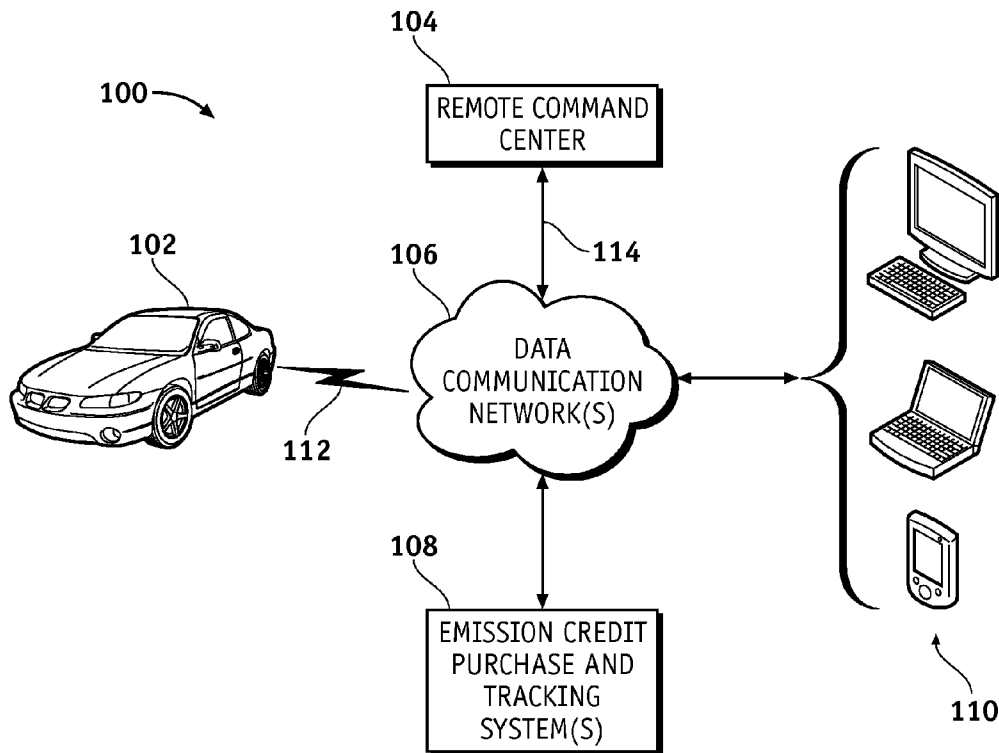 104
100
REMOTE COMMAND
CENTER
102
106
114
DATA
COMMUNICATION
NETWORK(S)
112
108
EMISSION CREDIT
PURCHASE AND
TRACKING
SYSTEM(S)
110